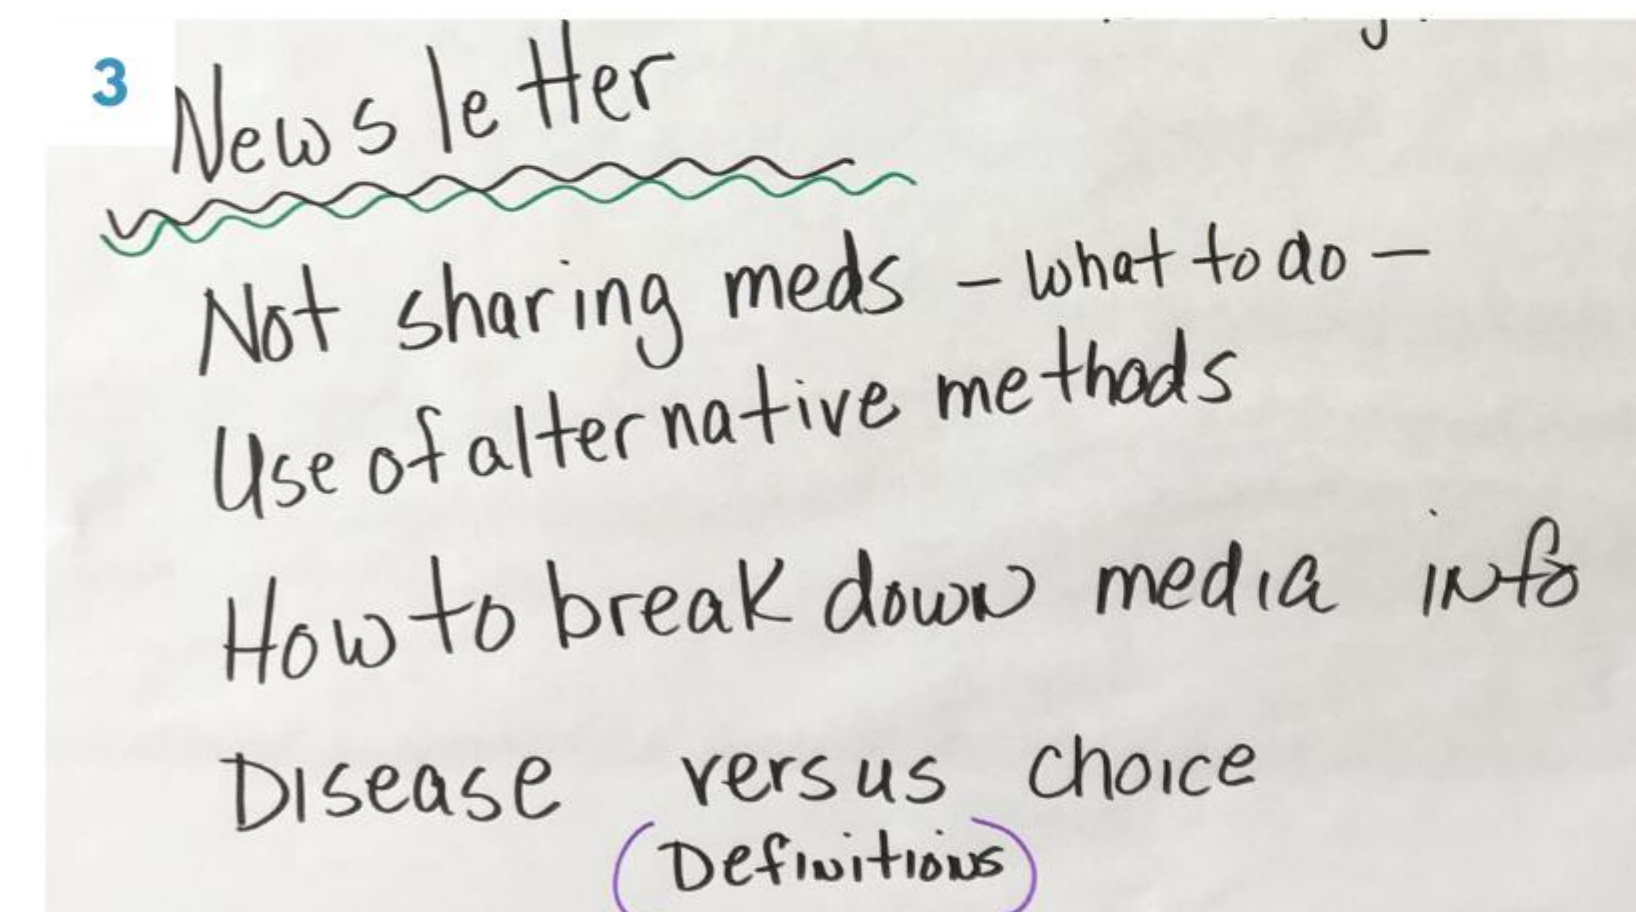 3
Newsletter
Not sharing meds - what to do -
Use of alternative methods
How to break down media info
Disease versus choice
(Definitions)